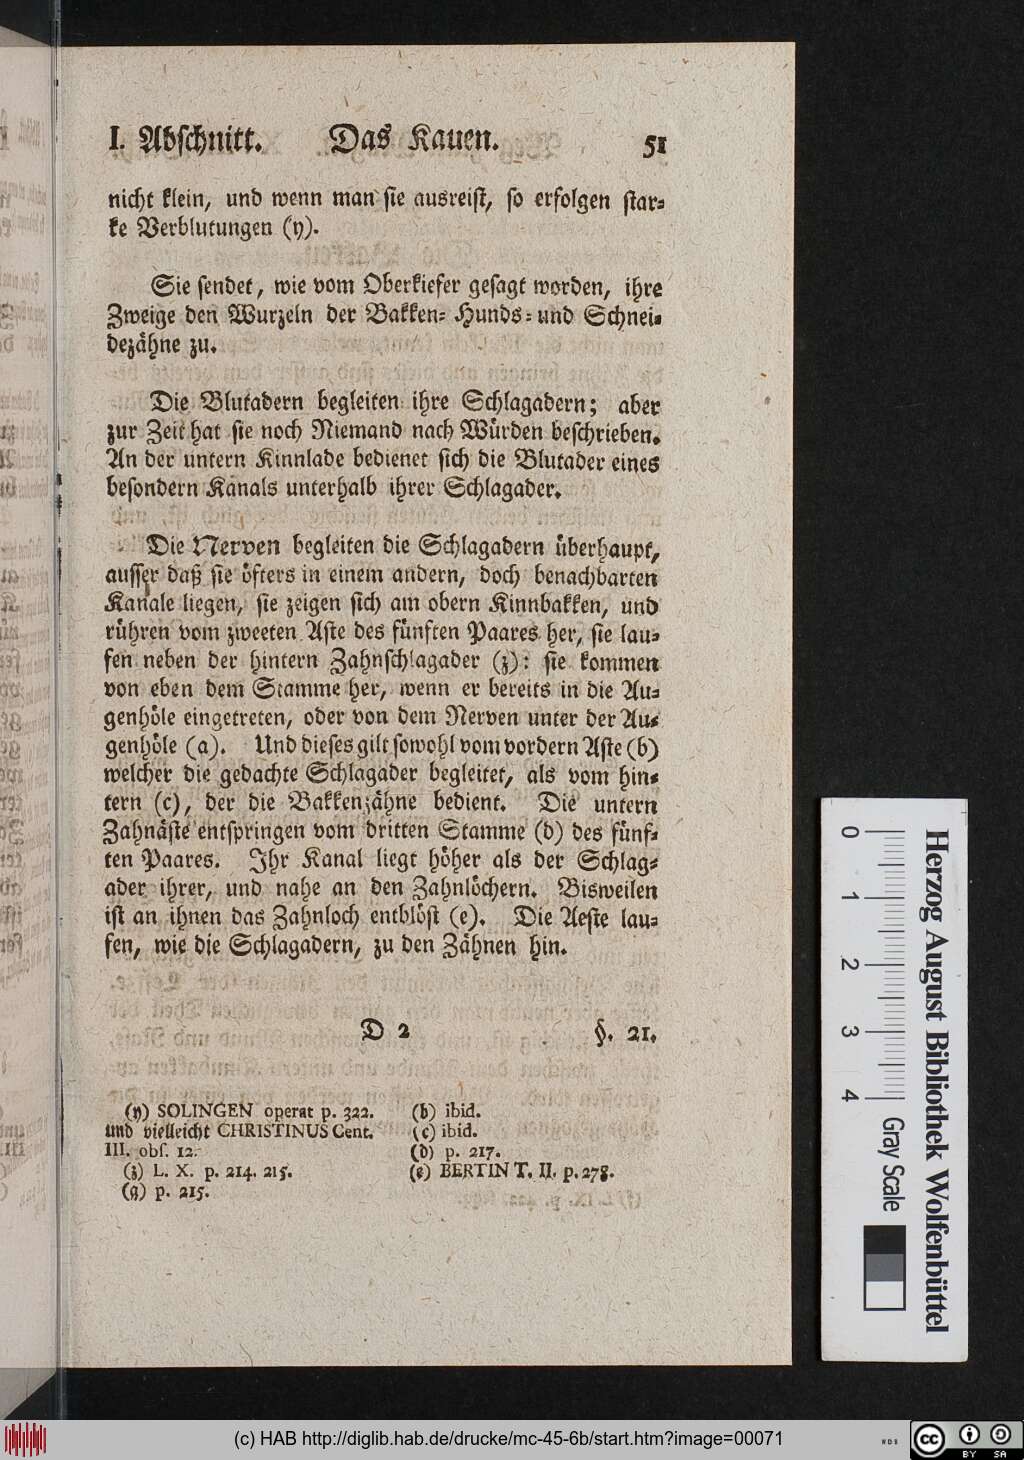 I. Abſchnitt. Das Kauen. 51
nicht klein, und wenn man ſie ausreiſt, ſo erfolgen ſtar⸗
ke Verblutungen (y).
Sie ſendet, wie vom Oberkiefer geſagt worden, ihre
Zweige den Wurzeln der Bakken⸗ Hunds⸗ und Schnei⸗
dezähne zu.
Die Blutadern begleiten ihre Schlagadern; aber
zur Zeit hat ſie noch Niemand nach Würden beſchrieben.
An der untern Kinnlade bedienet ſich die Blutader eines
beſondern Kanals unterhalb ihrer Schlagader.
Die Nerven begleiten die Schlagadern überhaupt,
auſſer daß ſie öfters in einem andern, doch benachbarten
Kanale liegen, ſie zeigen ſich am obern Kinnbakken, und
rühren vom zweeten Aſte des fünften Paares her, ſie lau⸗
fen neben der hintern Zahnſchlagader (z): ſie kommen
von eben dem Stamme her, wenn er bereits in die Au⸗
genhöle eingetreten, oder von dem Nerven unter der Au⸗
genhöle (a). Und dieſes gilt ſowohl vom vordern Aſte (b)
welcher die gedachte Schlagader begleitet, als vom hin⸗
tern (c), der die Bakkenzähne bedient. Die untern
Zahnäſte entſpringen vom dritten Stamme (d) des fünf⸗
ten Paares. Ihr Kanal liegt höher als der Schlag⸗
ader ihrer, und nahe an den Zahnlöchern. Bisweilen
iſt an ihnen das Zahnloch entblöſt (e). Die Aeſte lau⸗
fen, wie die Schlagadern, zu den Zähnen hin.
D 2 §. 21.
(y) SOLINGEN operat p. 322.
und vielleicht CHRISTINUS Cent.
III. obſ. 12.
(z) L. X. p. 214. 215.
(a) p. 215.
(b) ibid.
(c) ibid.
(d) p. 217.
(e) BERTIN T. II. p. 278.
Herzog August Bibliothek Wolfenbüttel
0 1 2 3 4 Gray Scale
(c) HAB http://diglib.hab.de/drucke/mc-45-6b/start.htm?image=00071
cc BY SA